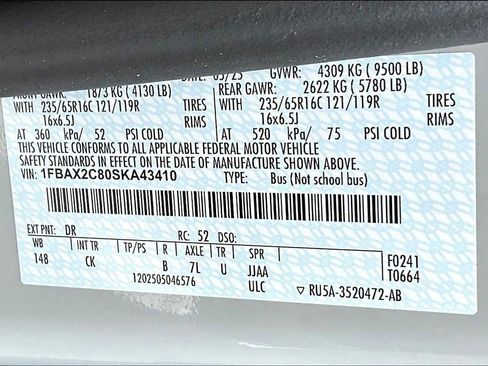 05/25 GVWR: 4309 KG ( 9500 LB)
FRONT GAWR: 1873 KG ( 4130 LB) REAR GAWR: 2622 KG ( 5780 LB)
WITH 235/65R16C 121/119R TIRES WITH 235/65R16C 121/119R TIRES
16x6.5J RIMS 16x6.5J RIMS
AT 360 kPa/ 52 PSI COLD AT 520 kPa/ 75 PSI COLD
THIS VEHICLE CONFORMS TO ALL APPLICABLE FEDERAL MOTOR VEHICLE
SAFETY STANDARDS IN EFFECT ON THE DATE OF MANUFACTURE SHOWN ABOVE.
VIN: 1FBAX2C80SKA43410 TYPE: Bus (Not school bus)
EXT PNT: DR RC: 52 DSO:
WB INT TR TP/PS R AXLE TR SPR F0241
148 CK B 7L U JJAA T0664
1202505046576 ULC ▽ RU5A-3520472-AB